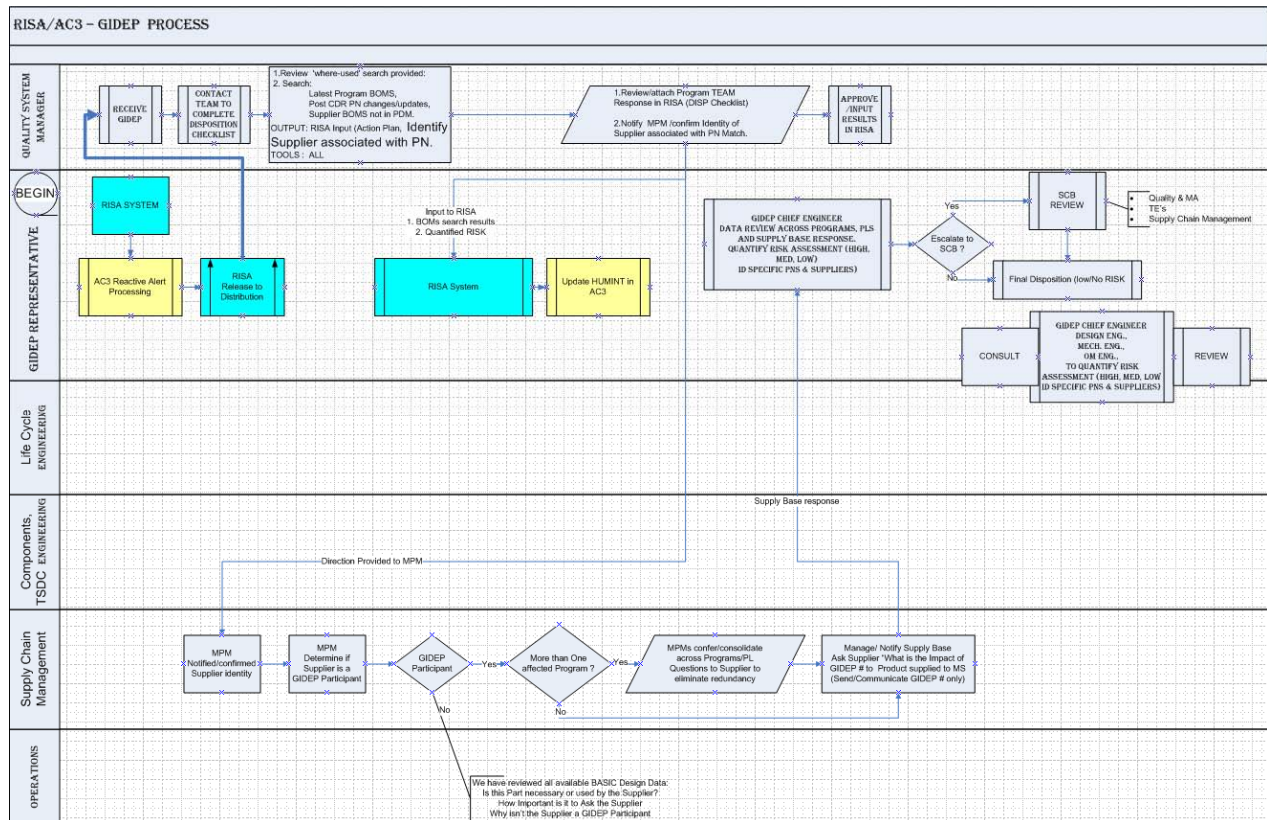 RISA/AC3 – GIDEP PROCESS
QUALITY SYSTEM
MANAGER
RECEIVE
GIDEP
CONTACT
TEAM TO
COMPLETE
DISPOSITION
CHECKLIST
1.Review 'where-used' search provided:
2. Search:
Latest Program BOMS,
Post CDR PN changes/updates,
Supplier BOMS not in PDM.
OUTPUT: RISA Input (Action Plan, Identify
Supplier associated with PN.
TOOLS : ALL
1.Review/attach Program TEAM
Response in RISA (DISP Checklist)
2.Notify MPM /confirm Identity of
Supplier associated with PN Match.
APPROVE
/INPUT
RESULTS
IN RISA
GIDEP REPRESENTATIVE
BEGIN
RISA SYSTEM
AC3 Reactive Alert
Processing
RISA
Release to
Distribution
Input to RISA
1. BOMs search results
2. Quantified RISK
RISA System
Update HUMINT in
AC3
GIDEP CHIEF ENGINEER
DATA REVIEW ACROSS PROGRAMS, PLS
AND SUPPLY BASE RESPONSE.
QUANTIFY RISK ASSESSMENT (HIGH,
MED, LOW)
ID SPECIFIC PNS & SUPPLIERS)
Escalate to
SCB ?
Yes
No
SCB
REVIEW
• Quality & MA
• TE's
• Supply Chain Management
Final Disposition (low/No RISK
CONSULT
GIDEP CHIEF ENGINEER
DESIGN ENG.,
MECH. ENG.,
OM ENG.,
TO QUANTIFY RISK
ASSESSMENT (HIGH, MED, LOW
ID SPECIFIC PNS & SUPPLIERS)
REVIEW
Life Cycle
ENGINEERING
Components,
TSDC ENGINEERING
Supply Base response
Direction Provided to MPM
Supply Chain
Management
MPM
Notified/confirmed
Supplier identity
MPM
Determine if
Supplier is a
GIDEP Participant
GIDEP
Participant
Yes
No
More than One
affected Program ?
Yes
No
MPMs confer/consolidate
across Programs/PL
Questions to Supplier to
eliminate redundancy
Manage/ Notify Supply Base
Ask Supplier "What is the Impact of
GIDEP # to Product supplied to MS
(Send/Communicate GIDEP # only)
OPERATIONS
We have reviewed all available BASIC Design Data:
Is this Part necessary or used by the Supplier?
How Important is it to Ask the Supplier
Why isn't the Supplier a GIDEP Participant